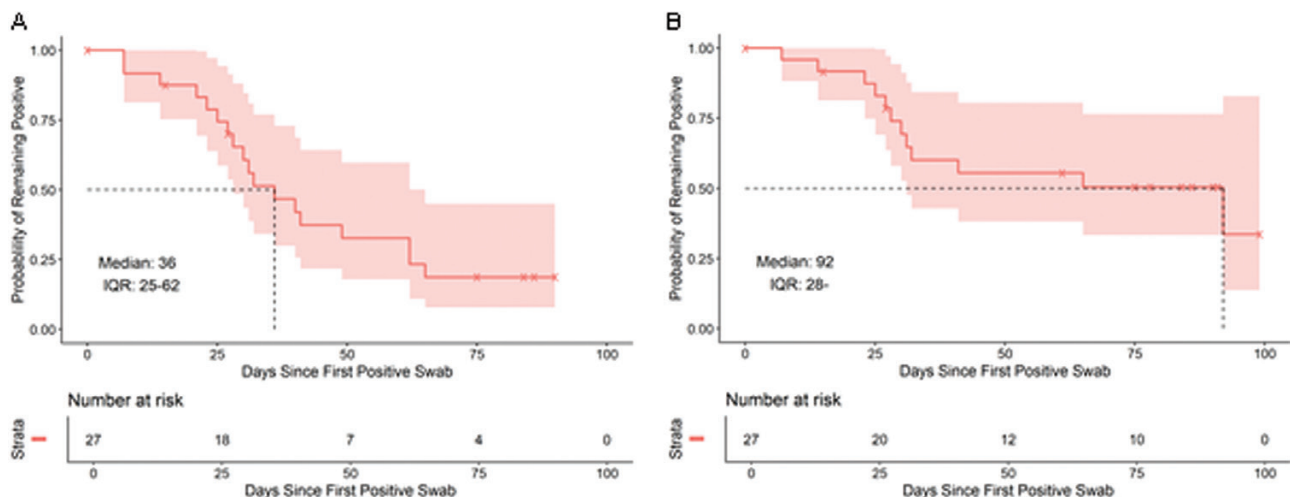 A
Probability of Remaining Positive
1.00
0.75
0.50
0.25
0.00
Median: 36
IQR: 25-62
0 25 50 75 100
Days Since First Positive Swab
Number at risk
Strata
27 18 7 4 0
0 25 50 75 100
Days Since First Positive Swab
B
Probability of Remaining Positive
1.00
0.75
0.50
0.25
0.00
Median: 92
IQR: 28-
0 25 50 75 100
Days Since First Positive Swab
Number at risk
Strata
27 20 12 10 0
0 25 50 75 100
Days Since First Positive Swab